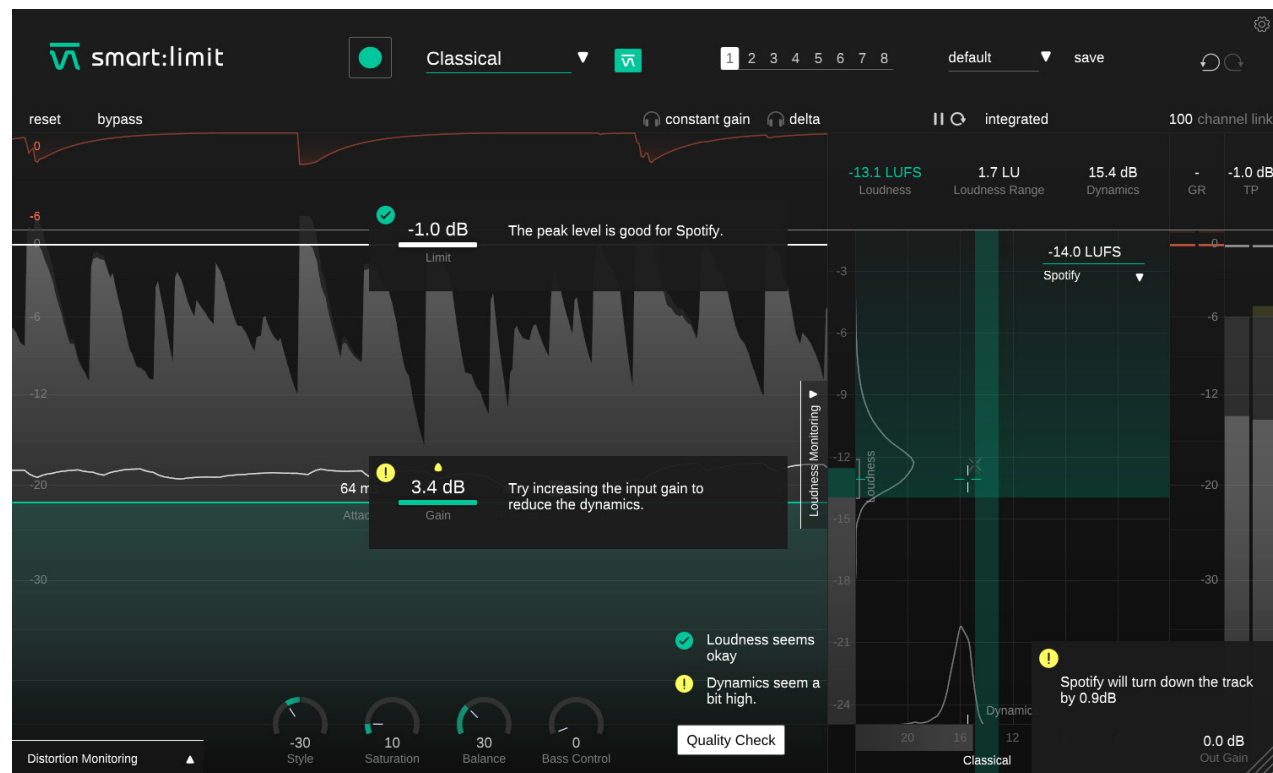 smart:limit
Classical
1 2 3 4 5 6 7 8
default
save
reset
bypass
constant gain
delta
integrated
100 channel link
0
-6
0
-6
-12
-20
-30
-1.0 dB
Limit
The peak level is good for Spotify.
64 m
Attac
3.4 dB
Gain
Try increasing the input gain to
reduce the dynamics.
Loudness Monitoring
Loudness seems
okay
Dynamics seem a
bit high.
Quality Check
-30
Style
10
Saturation
30
Balance
0
Bass Control
Distortion Monitoring
-13.1 LUFS
Loudness
1.7 LU
Loudness Range
15.4 dB
Dynamics
-
GR
-1.0 dB
TP
-14.0 LUFS
Spotify
-3
-6
-9
-12
-15
-18
-21
-24
Loudness
Dynamic
20
16
12
Classical
0
-6
-12
-20
-30
Spotify will turn down the track
by 0.9dB
0.0 dB
Out Gain